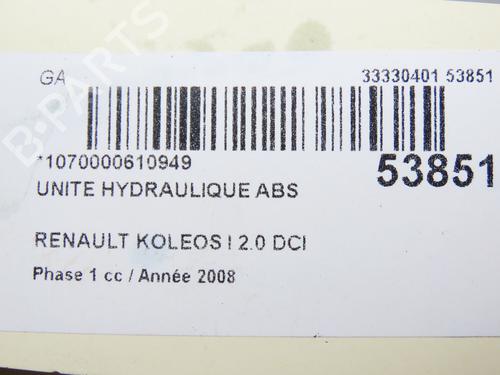 GA 33330401 53851
*1070000610949
53851
UNITE HYDRAULIQUE ABS
RENAULT KOLEOS I 2.0 DCI
Phase 1 cc / Année 2008
B-PARTS